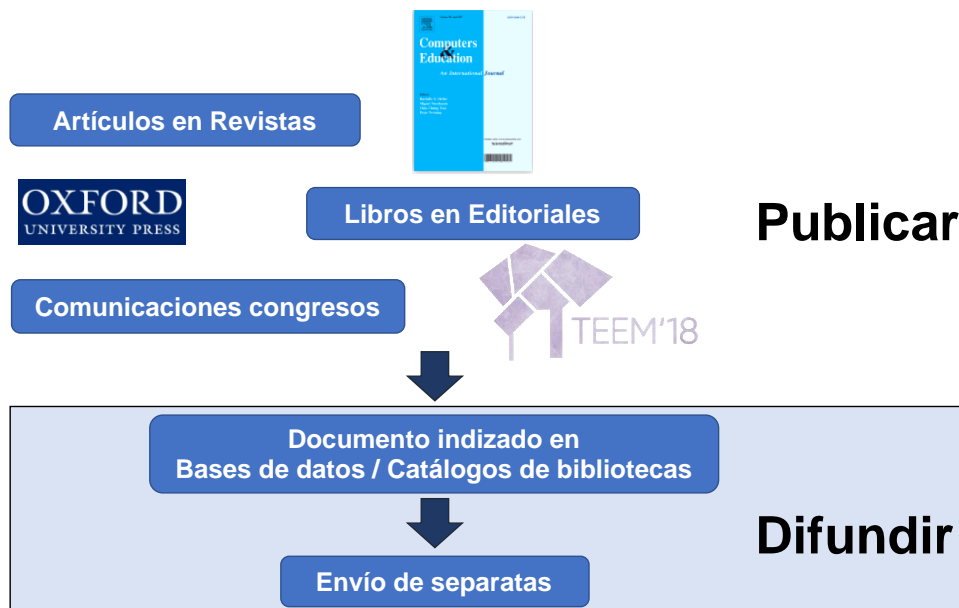 Computers
&
Education
An International Journal
Artículos en Revistas
OXFORD
UNIVERSITY PRESS
Libros en Editoriales
Publicar
Comunicaciones congresos
TEEM'18
Documento indizado en
Bases de datos / Catálogos de bibliotecas
Difundir
Envío de separatas